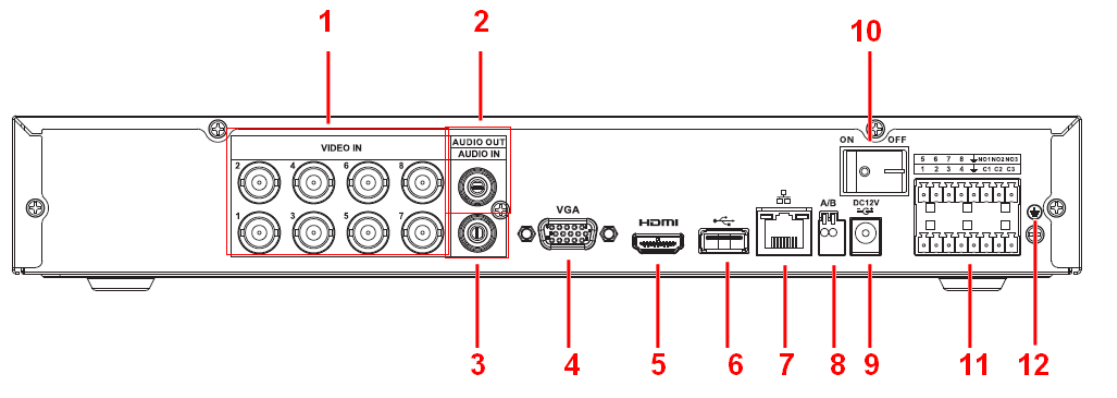 1
2
10
VIDEO IN
AUDIO OUT
AUDIO IN
2
4
6
8
1
3
5
7
VGA
HDMI
A/B
DC12V
ON
OFF
5 6 7 8 NO1 NO2 NO3
1 2 3 4 C1 C2 C3
3
4
5
6
7
8
9
11
12